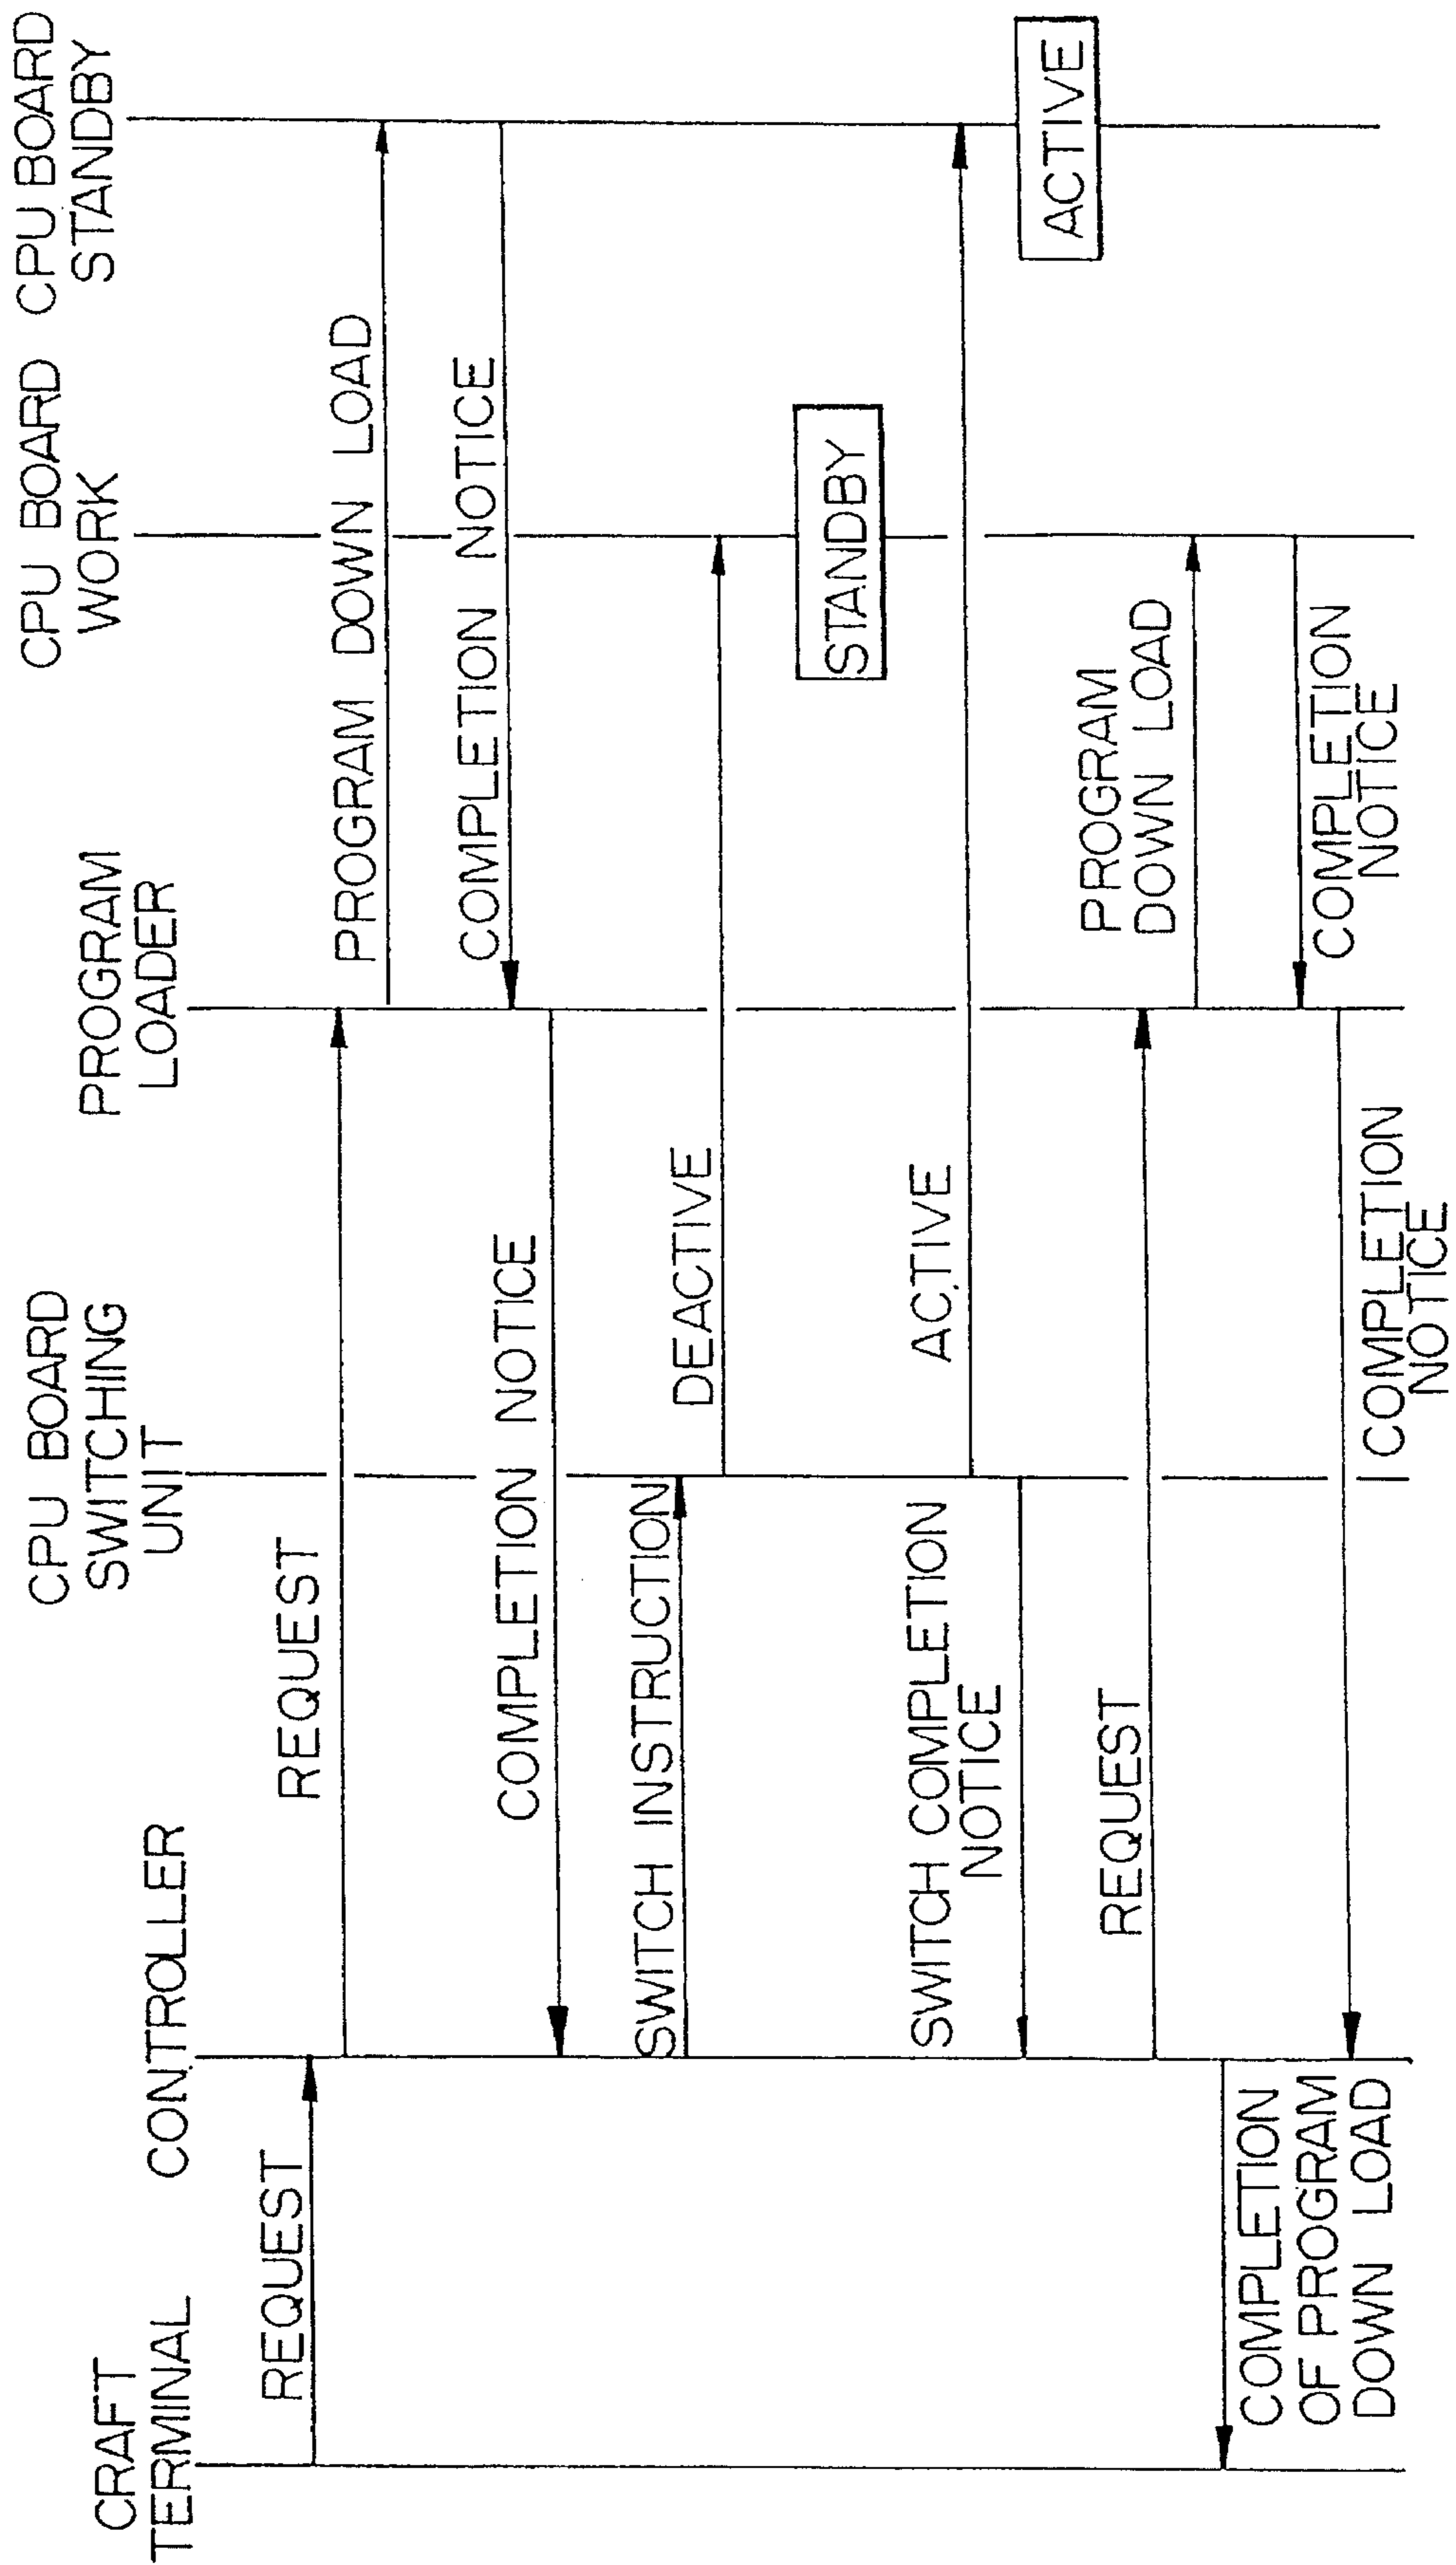 CRAFT
TERMINAL
CONTROLLER
CPU BOARD
SWITCHING
UNIT
PROGRAM
LOADER
CPU BOARD
WORK
CPU BOARD
STANDBY
REQUEST
REQUEST
PROGRAM DOWN LOAD
COMPLETION NOTICE
COMPLETION NOTICE
SWITCH INSTRUCTION
DEACTIVE
STANDBY
ACTIVE
ACTIVE
SWITCH COMPLETION
NOTICE
REQUEST
PROGRAM
DOWN LOAD
COMPLETION
NOTICE
COMPLETION
NOTICE
COMPLETION
OF PROGRAM
DOWN LOAD